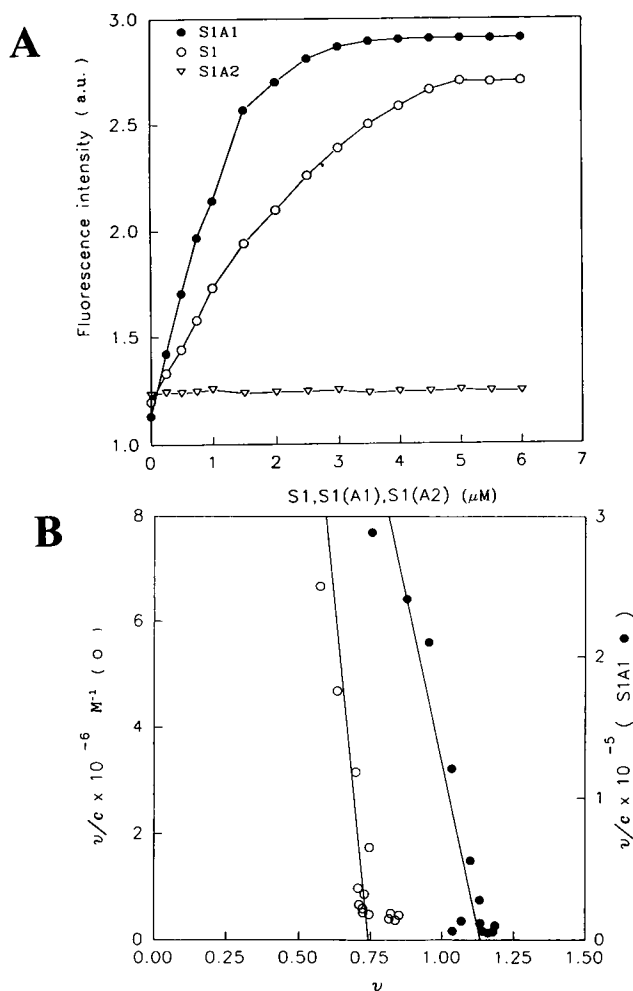 A
● S1A1
○ S1
▽ S1A2
Fluorescence intensity ( a.u. )
3.0
2.5
2.0
1.5
1.0
0 1 2 3 4 5 6 7
S1,S1(A1),S1(A2) (μM)
B
8
6
4
2
0
ν/c × 10⁻⁶ M⁻¹ ( O )
3
2
1
0
ν/c × 10⁻⁵ ( S1A1 ● )
0.00 0.25 0.50 0.75 1.00 1.25 1.50
ν